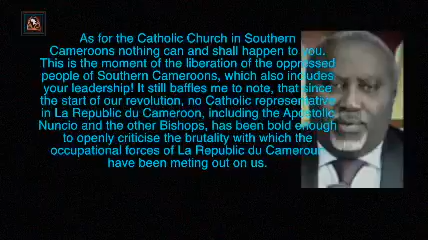 As for the Catholic Church in Southern
Cameroons nothing can and shall happen to you.
This is the moment of the liberation of the oppressed
people of Southern Cameroons, which also includes
your leadership! It still baffles me to note, that since
the start of our revolution, no Catholic representative
in La Republic du Cameroon, including the Apostolic
Nuncio and the other Bishops, has been bold enough
to openly criticise the brutality with which the
occupational forces of La Republic du Cameroun
have been meting out on us.